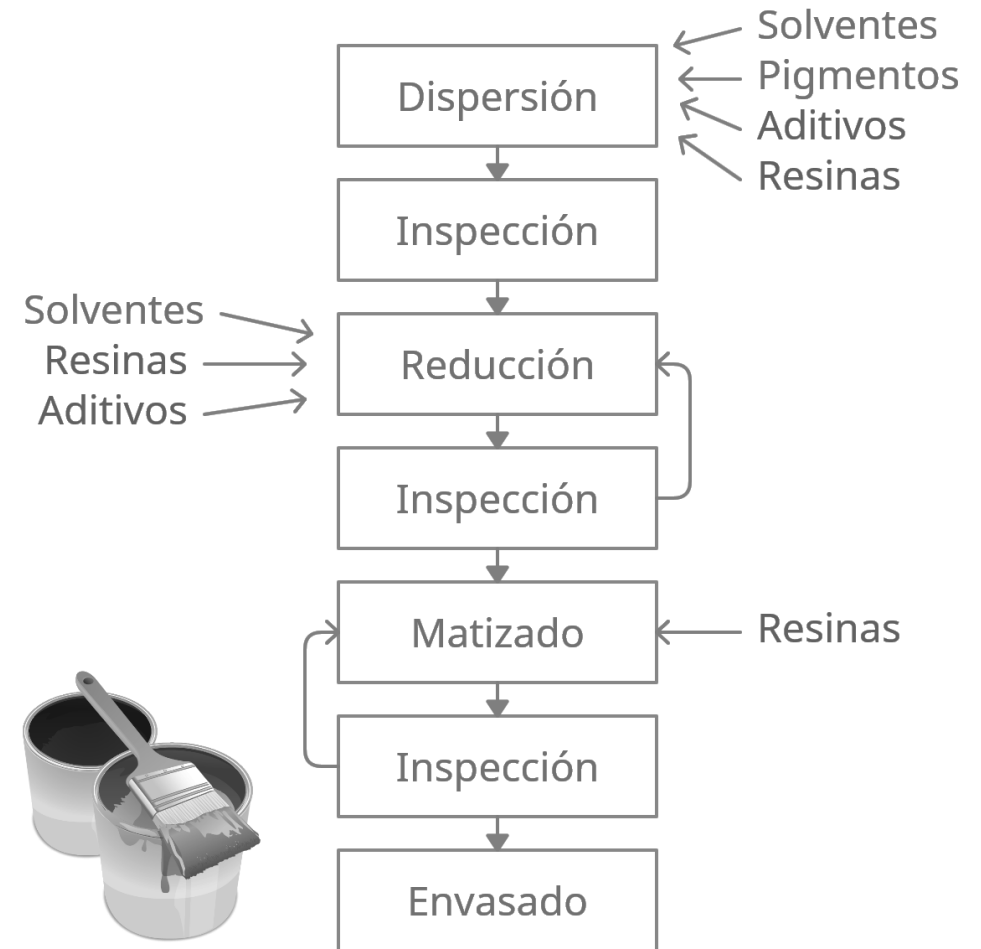 Solventes
Dispersión
Pigmentos
Aditivos
Resinas
Inspección
Solventes
Resinas
Aditivos
Reducción
Inspección
Matizado
Resinas
Inspección
Envasado